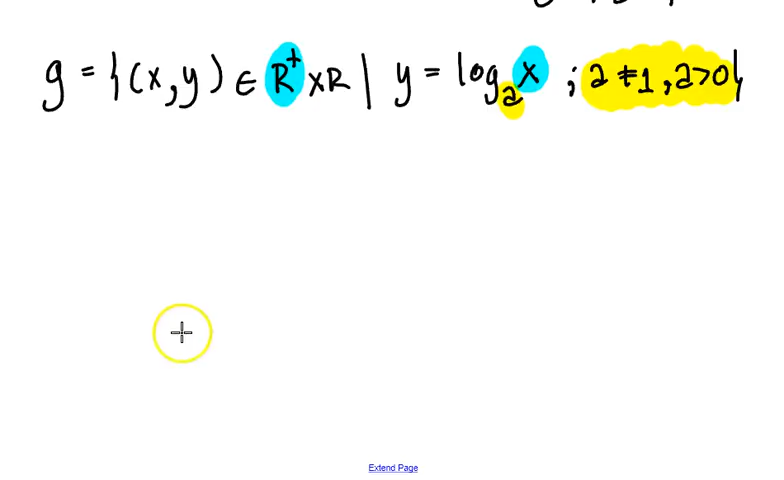 g = {(x,y) ∈ R⁺xR | y = logₐx ; a ≠ 1, a > 0}
Extend Page